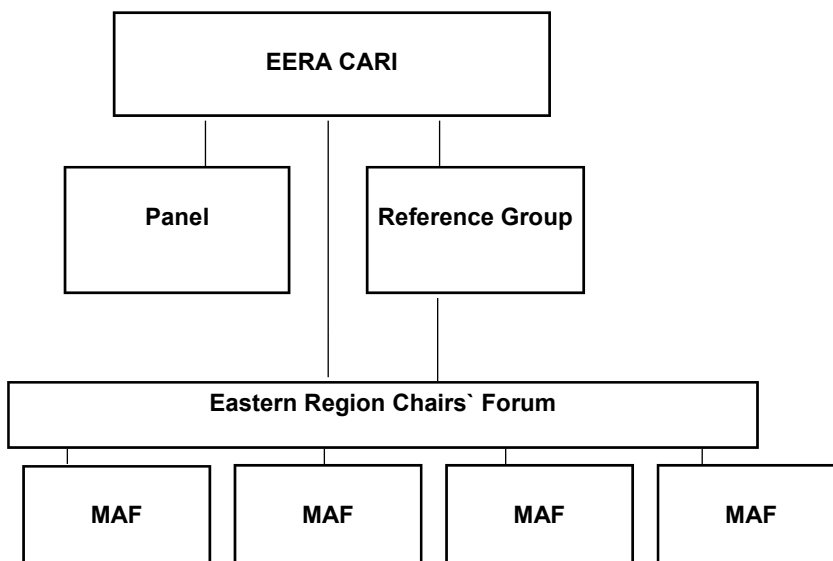 EERA CARI
Panel
Reference Group
Eastern Region Chairs` Forum
MAF
MAF
MAF
MAF